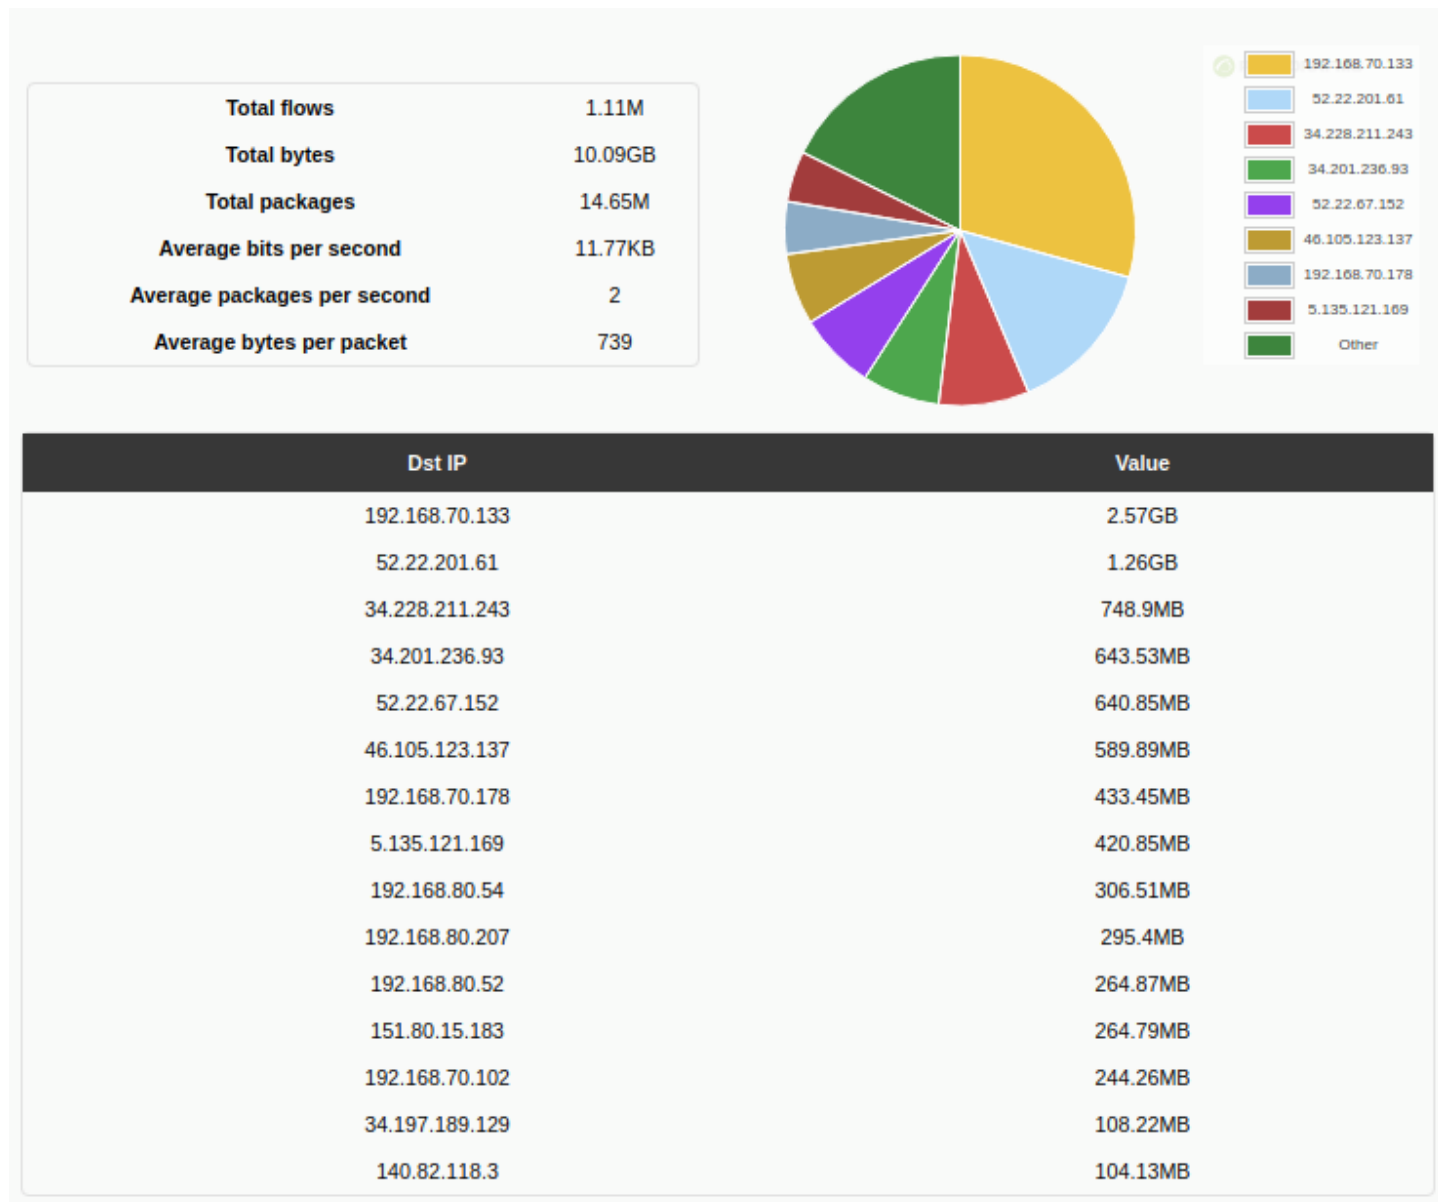 Total flows 1.11M
Total bytes 10.09GB
Total packages 14.65M
Average bits per second 11.77KB
Average packages per second 2
Average bytes per packet 739
192.168.70.133
52.22.201.61
34.228.211.243
34.201.236.93
52.22.67.152
46.105.123.137
192.168.70.178
5.135.121.169
Other
Dst IP Value
192.168.70.133 2.57GB
52.22.201.61 1.26GB
34.228.211.243 748.9MB
34.201.236.93 643.53MB
52.22.67.152 640.85MB
46.105.123.137 589.89MB
192.168.70.178 433.45MB
5.135.121.169 420.85MB
192.168.80.54 306.51MB
192.168.80.207 295.4MB
192.168.80.52 264.87MB
151.80.15.183 264.79MB
192.168.70.102 244.26MB
34.197.189.129 108.22MB
140.82.118.3 104.13MB